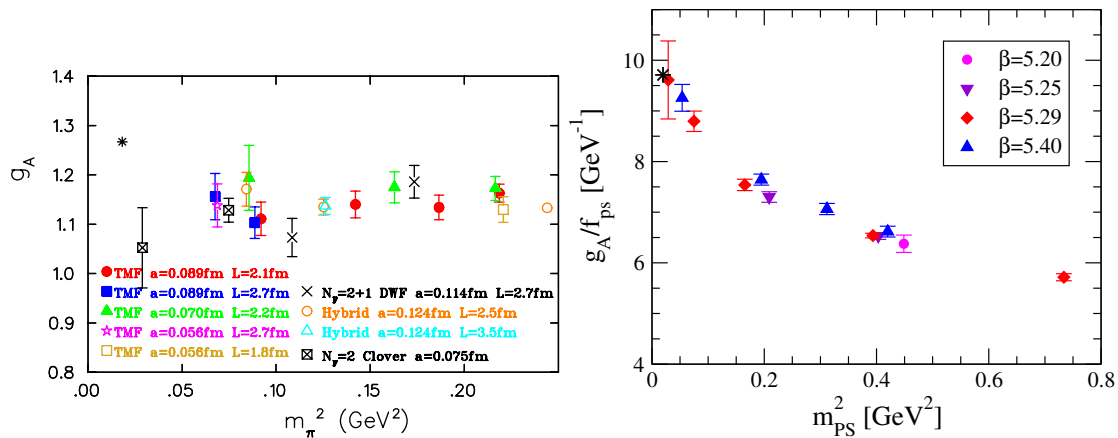 1.4
1.3
1.2
1.1
1.0
0.9
0.8
g_A
TMF a=0.089fm L=2.1fm
TMF a=0.089fm L=2.7fm
TMF a=0.070fm L=2.2fm
TMF a=0.056fm L=2.7fm
TMF a=0.056fm L=1.8fm
N_F=2+1 DWF a=0.114fm L=2.7fm
Hybrid a=0.124fm L=2.5fm
Hybrid a=0.124fm L=3.5fm
N_F=2 Clover a=0.075fm
.00 .05 .10 .15 .20
m_π^2 (GeV^2)
10
9
8
7
6
5
4
g_A/f_ps [GeV^-1]
β=5.20
β=5.25
β=5.29
β=5.40
0 0.2 0.4 0.6 0.8
m_PS^2 [GeV^2]